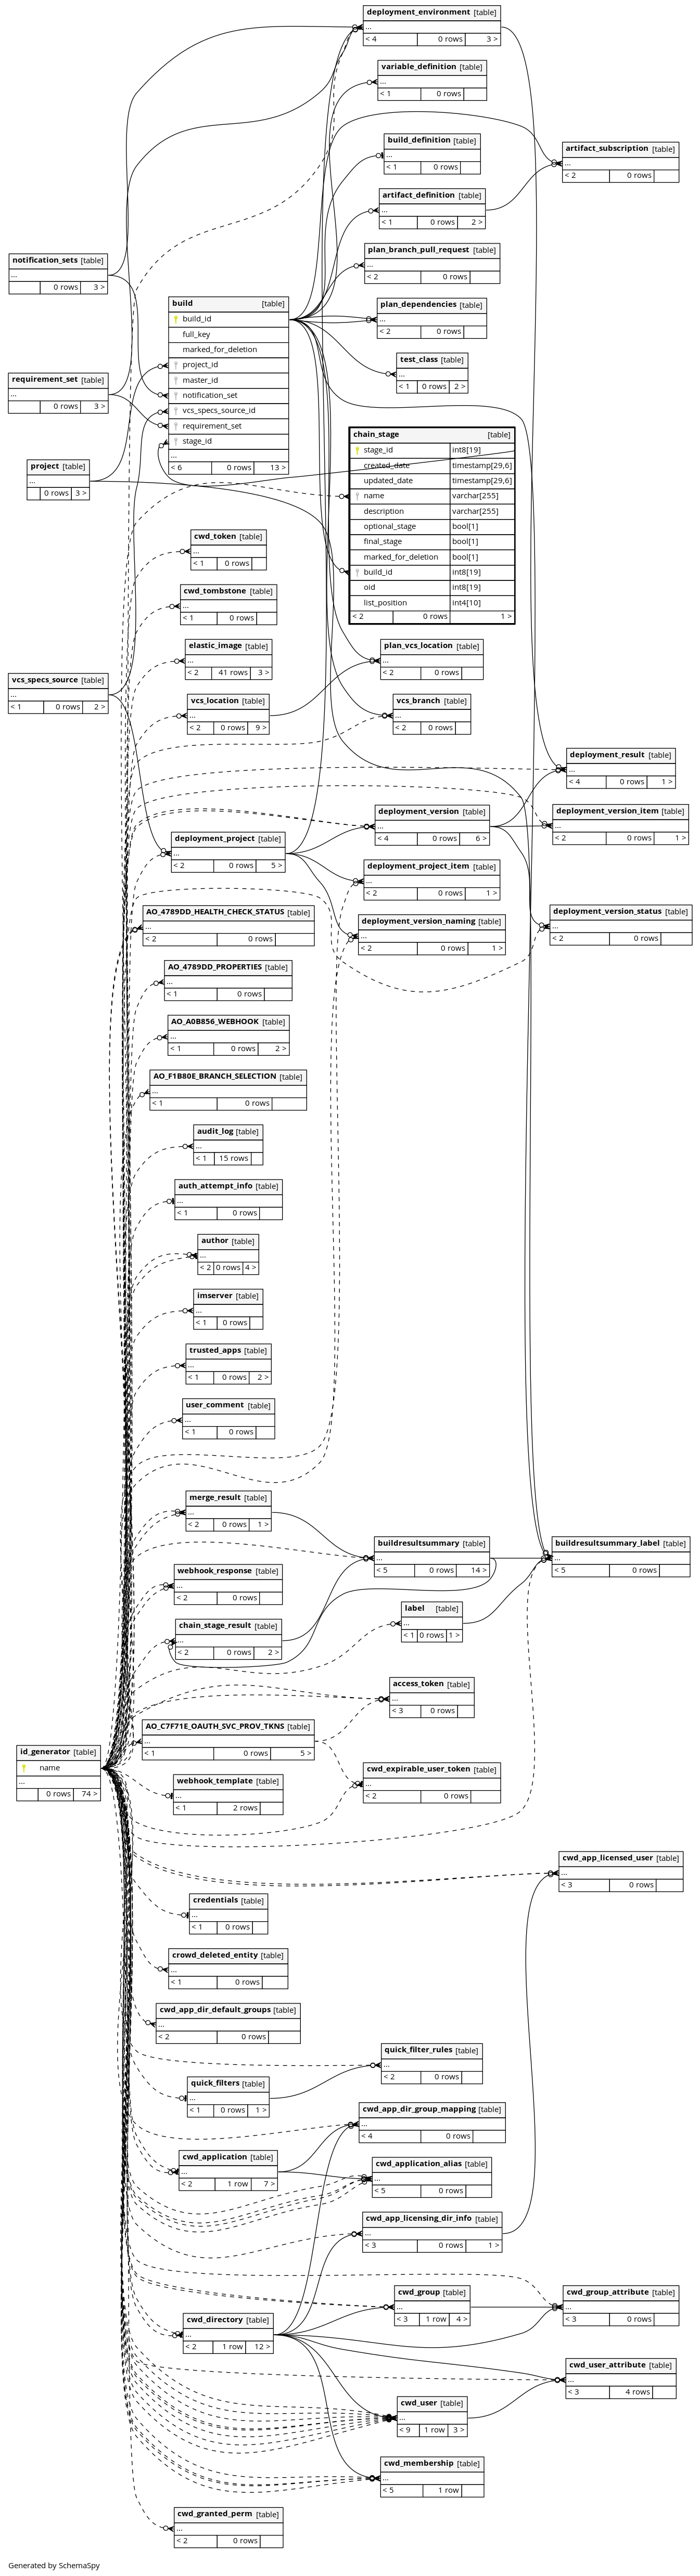 deployment_environment [table]
...
< 4 0 rows 3 >
variable_definition [table]
...
< 1 0 rows
build_definition [table]
...
< 1 0 rows
artifact_subscription [table]
...
< 2 0 rows
artifact_definition [table]
...
< 1 0 rows 2 >
plan_branch_pull_request [table]
...
< 2 0 rows
notification_sets [table]
...
0 rows 3 >
build [table]
build_id
full_key
marked_for_deletion
project_id
master_id
notification_set
vcs_specs_source_id
requirement_set
stage_id
...
< 6 0 rows 13 >
plan_dependencies [table]
...
< 2 0 rows
test_class [table]
...
< 1 0 rows 2 >
requirement_set [table]
...
0 rows 3 >
project [table]
...
0 rows 3 >
chain_stage [table]
stage_id int8[19]
created_date timestamp[29,6]
updated_date timestamp[29,6]
name varchar[255]
description varchar[255]
optional_stage bool[1]
final_stage bool[1]
marked_for_deletion bool[1]
build_id int8[19]
oid int8[19]
list_position int4[10]
< 2 0 rows 1 >
cwd_token [table]
...
< 1 0 rows
cwd_tombstone [table]
...
< 1 0 rows
elastic_image [table]
...
< 2 41 rows 3 >
plan_vcs_location [table]
...
< 2 0 rows
vcs_specs_source [table]
...
< 1 0 rows 2 >
vcs_location [table]
...
< 2 0 rows 9 >
vcs_branch [table]
...
< 2 0 rows
deployment_result [table]
...
< 4 0 rows 1 >
deployment_version [table]
...
< 4 0 rows 6 >
deployment_version_item [table]
...
< 2 0 rows 1 >
deployment_project [table]
...
< 2 0 rows 5 >
deployment_project_item [table]
...
< 2 0 rows 1 >
AO_4789DD_HEALTH_CHECK_STATUS [table]
...
< 2 0 rows
deployment_version_naming [table]
...
< 2 0 rows 1 >
deployment_version_status [table]
...
< 2 0 rows
AO_4789DD_PROPERTIES [table]
...
< 1 0 rows
AO_A0B856_WEBHOOK [table]
...
< 1 0 rows 2 >
AO_F1B80E_BRANCH_SELECTION [table]
...
< 1 0 rows
audit_log [table]
...
< 1 15 rows
auth_attempt_info [table]
...
< 1 0 rows
author [table]
...
< 2 0 rows 4 >
imserver [table]
...
< 1 0 rows
trusted_apps [table]
...
< 1 0 rows 2 >
user_comment [table]
...
< 1 0 rows
merge_result [table]
...
< 2 0 rows 1 >
buildresultsummary [table]
...
< 5 0 rows 14 >
buildresultsummary_label [table]
...
< 5 0 rows
webhook_response [table]
...
< 2 0 rows
chain_stage_result [table]
...
< 2 0 rows 2 >
label [table]
...
< 1 0 rows 1 >
access_token [table]
...
< 3 0 rows
AO_C7F71E_OAUTH_SVC_PROV_TKNS [table]
...
< 1 0 rows 5 >
id_generator [table]
name
...
0 rows 74 >
webhook_template [table]
...
< 1 2 rows
cwd_expirable_user_token [table]
...
< 2 0 rows
cwd_app_licensed_user [table]
...
< 3 0 rows
credentials [table]
...
< 1 0 rows
crowd_deleted_entity [table]
...
< 1 0 rows
cwd_app_dir_default_groups [table]
...
< 2 0 rows
quick_filter_rules [table]
...
< 2 0 rows
quick_filters [table]
...
< 1 0 rows 1 >
cwd_app_dir_group_mapping [table]
...
< 4 0 rows
cwd_application [table]
...
< 2 1 row 7 >
cwd_application_alias [table]
...
< 5 0 rows
cwd_app_licensing_dir_info [table]
...
< 3 0 rows 1 >
cwd_group [table]
...
< 3 1 row 4 >
cwd_group_attribute [table]
...
< 3 0 rows
cwd_directory [table]
...
< 2 1 row 12 >
cwd_user_attribute [table]
...
< 3 4 rows
cwd_user [table]
...
< 9 1 row 3 >
cwd_membership [table]
...
< 5 1 row
cwd_granted_perm [table]
...
< 2 0 rows
Generated by SchemaSpy